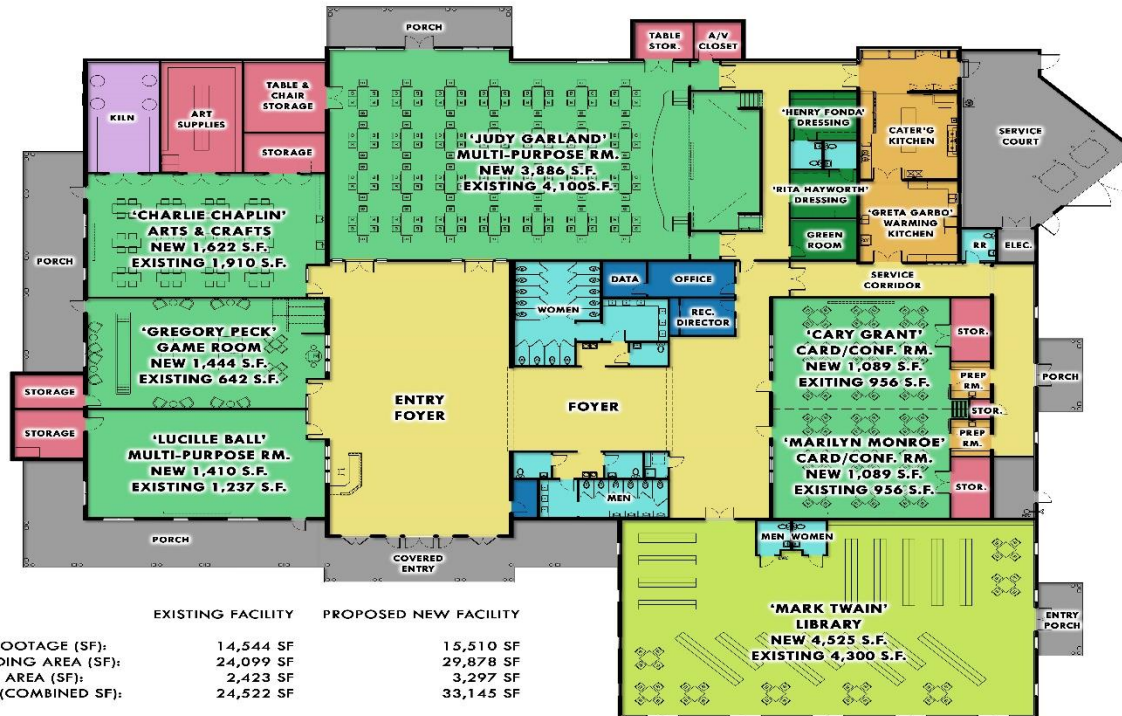 PORCH
TABLE
STOR.
A/V
CLOSET
KILN
ART
SUPPLIES
TABLE &
CHAIR
STORAGE
STORAGE
'JUDY GARLAND'
MULTI-PURPOSE RM.
NEW 3,886 S.F.
EXISTING 4,100S.F.
'HENRY FONDA'
DRESSING
CATER'G
KITCHEN
SERVICE
COURT
'RITA HAYWORTH'
DRESSING
'GRETA GARBO'
WARMING
KITCHEN
GREEN
ROOM
RR
ELEC.
PORCH
'CHARLIE CHAPLIN'
ARTS & CRAFTS
NEW 1,622 S.F.
EXISTING 1,910 S.F.
WOMEN
DATA
OFFICE
REC.
DIRECTOR
SERVICE
CORRIDOR
'GREGORY PECK'
GAME ROOM
NEW 1,444 S.F.
EXISTING 642 S.F.
'CARY GRANT'
CARD/CONF. RM.
NEW 1,089 S.F.
EXITING 956 S.F.
STOR.
PREP
RM.
PORCH
STORAGE
STORAGE
ENTRY
FOYER
FOYER
STOR.
PREP
RM.
'LUCILLE BALL'
MULTI-PURPOSE RM.
NEW 1,410 S.F.
EXISTING 1,237 S.F.
'MARILYN MONROE'
CARD/CONF. RM.
NEW 1,089 S.F.
EXISTING 956 S.F.
STOR.
MEN
PORCH
COVERED
ENTRY
MEN WOMEN
'MARK TWAIN'
LIBRARY
NEW 4,525 S.F.
EXISTING 4,300 S.F.
ENTRY
PORCH
EXISTING FACILITY PROPOSED NEW FACILITY
OOTAGE (SF): 14,544 SF 15,510 SF
DING AREA (SF): 24,099 SF 29,878 SF
AREA (SF): 2,423 SF 3,297 SF
(COMBINED SF): 24,522 SF 33,145 SF